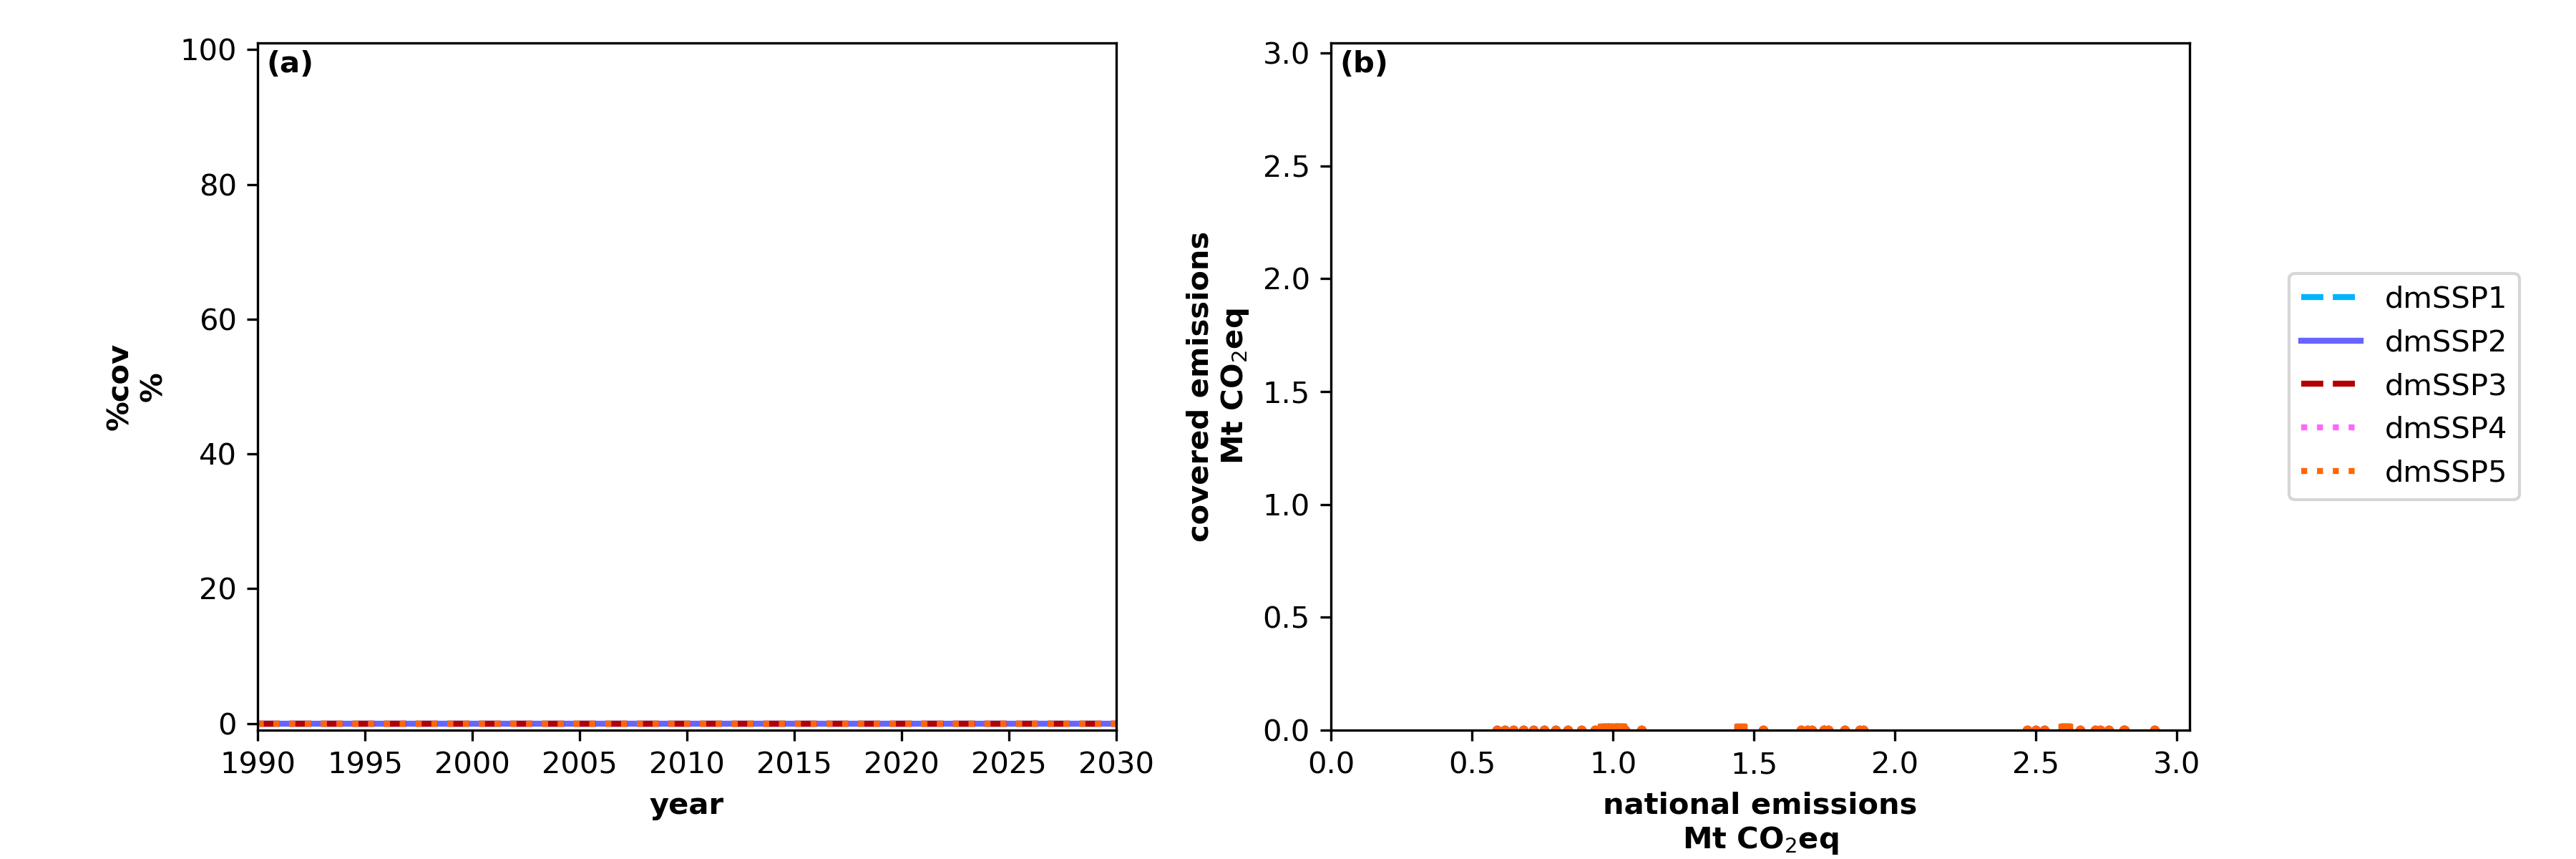 (a)
100
80
60
40
20
0
%cov
%
1990 1995 2000 2005 2010 2015 2020 2025 2030
year
(b)
3.0
2.5
2.0
1.5
1.0
0.5
0.0
covered emissions
Mt CO₂eq
0.0 0.5 1.0 1.5 2.0 2.5 3.0
national emissions
Mt CO₂eq
dmSSP1
dmSSP2
dmSSP3
dmSSP4
dmSSP5